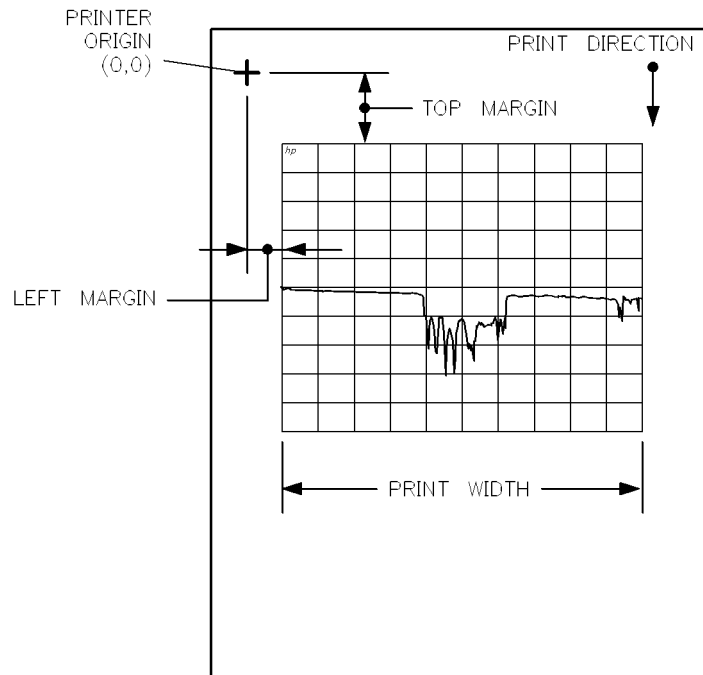 PRINTER
ORIGIN
(0,0)
PRINT DIRECTION
TOP MARGIN
hp
LEFT MARGIN
PRINT WIDTH